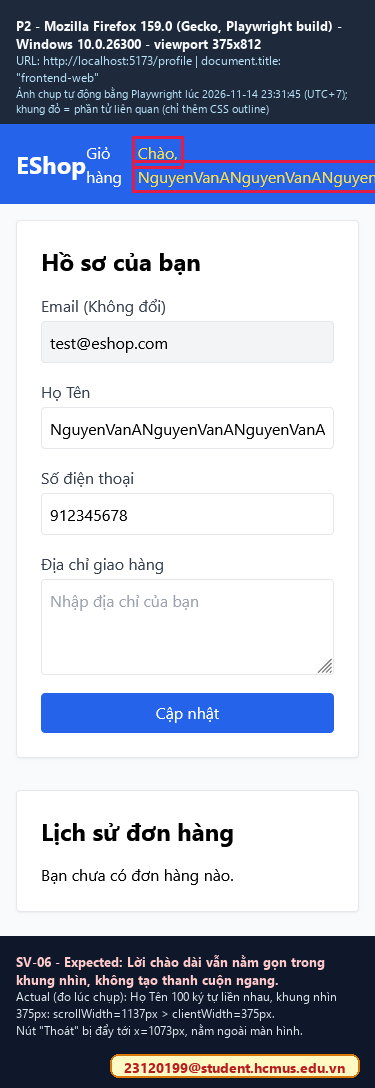 P2 - Mozilla Firefox 159.0 (Gecko, Playwright build) -
Windows 10.0.26300 - viewport 375x812
URL: http://localhost:5173/profile | document.title:
"frontend-web"
Ảnh chụp tự động bằng Playwright lúc 2026-11-14 23:31:45 (UTC+7);
khung đỏ = phần tử liên quan (chỉ thêm CSS outline)
EShop
Giỏ
hàng
Chào,
NguyenVanANguyenVanANguyen
Hồ sơ của bạn
Email (Không đổi)
test@eshop.com
Họ Tên
NguyenVanANguyenVanANguyenVanA
Số điện thoại
912345678
Địa chỉ giao hàng
Nhập địa chỉ của bạn
Cập nhật
Lịch sử đơn hàng
Bạn chưa có đơn hàng nào.
SV-06 - Expected: Lời chào dài vẫn nằm gọn trong
khung nhìn, không tạo thanh cuộn ngang.
Actual (đo lúc chụp): Họ Tên 100 ký tự liền nhau, khung nhìn
375px: scrollWidth=1137px > clientWidth=375px.
Nút "Thoát" bị đẩy tới x=1073px, nằm ngoài màn hình.
23120199@student.hcmus.edu.vn